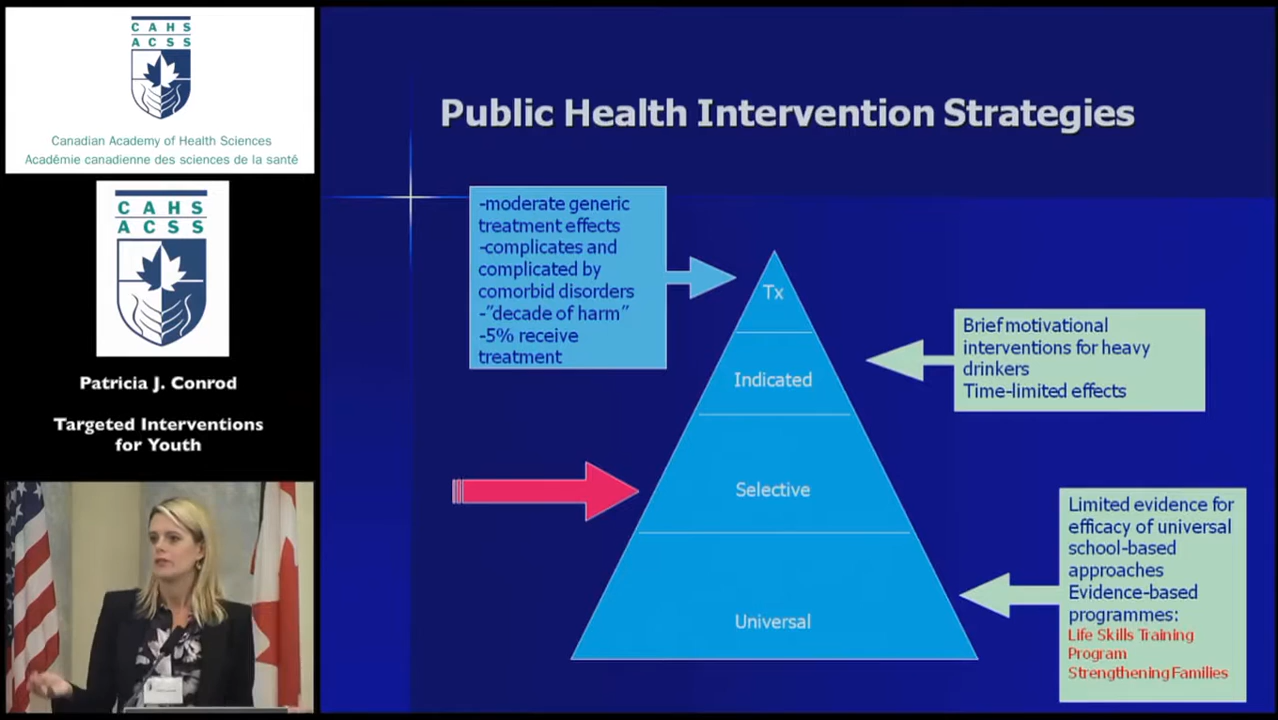 CAHS
ACSS
Canadian Academy of Health Sciences
Académie canadienne des sciences de la santé
CAHS
ACSS
Patricia J. Conrod
Targeted Interventions
for Youth
Public Health Intervention Strategies
-moderate generic
treatment effects
-complicates and
complicated by
comorbid disorders
-"decade of harm"
-5% receive
treatment
Tx
Indicated
Selective
Universal
Brief motivational
interventions for heavy
drinkers
Time-limited effects
Limited evidence for
efficacy of universal
school-based
approaches
Evidence-based
programmes:
Life Skills Training
Program
Strengthening Families